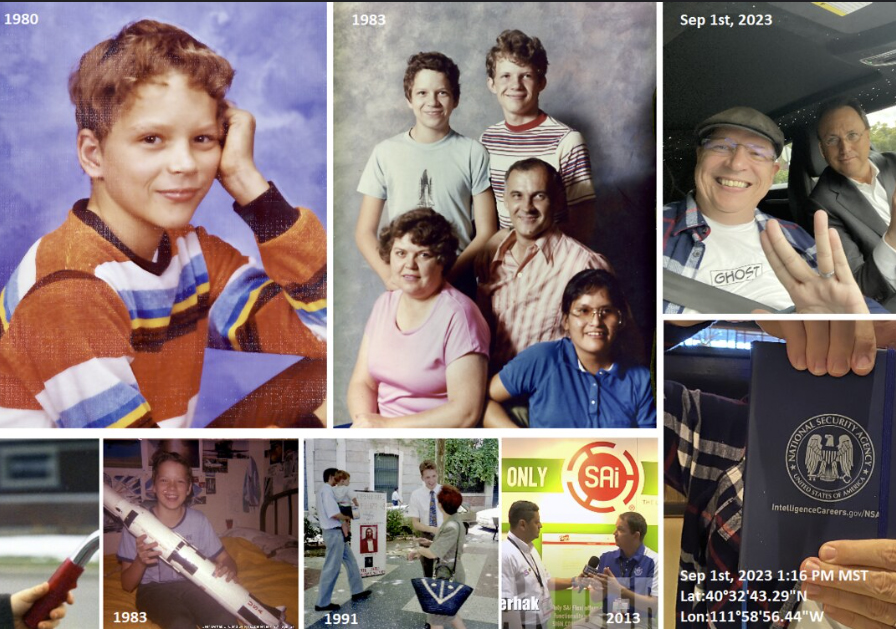 1980
1983
Sep 1st, 2023
GHOST
NATIONAL SECURITY AGENCY
UNITED STATES OF AMERICA
IntelligenceCareers.gov/NSA
Sep 1st, 2023 1:16 PM MST
Lat:40°32'43.29"N
Lon:111°58'56.44"W
1983
1991
ONLY
SAi
erhak
2013